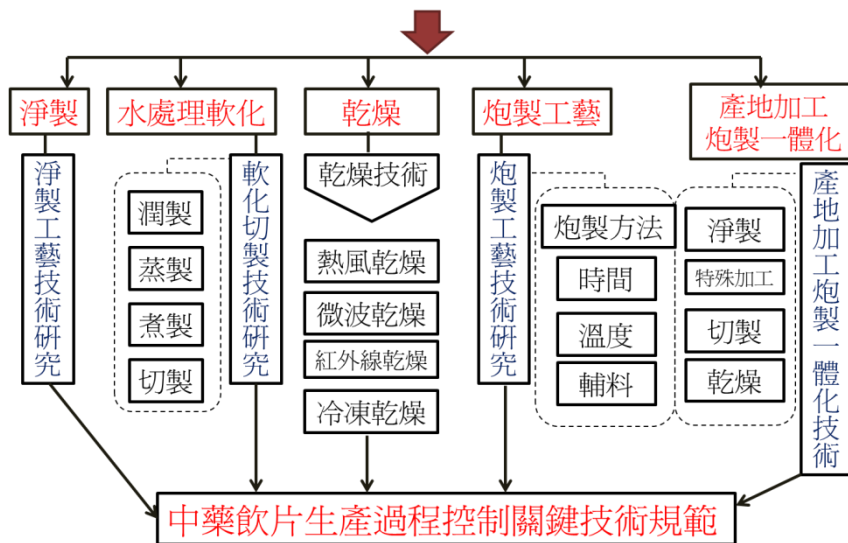 淨製
水處理軟化
乾燥
炮製工藝
產地加工
炮製一體化
淨製工藝技術研究
潤製
蒸製
煮製
切製
軟化切製技術研究
乾燥技術
熱風乾燥
微波乾燥
紅外線乾燥
冷凍乾燥
炮製工藝技術研究
炮製方法
時間
溫度
輔料
淨製
特殊加工
切製
乾燥
產地加工炮製一體化技術
中藥飲片生產過程控制關鍵技術規範